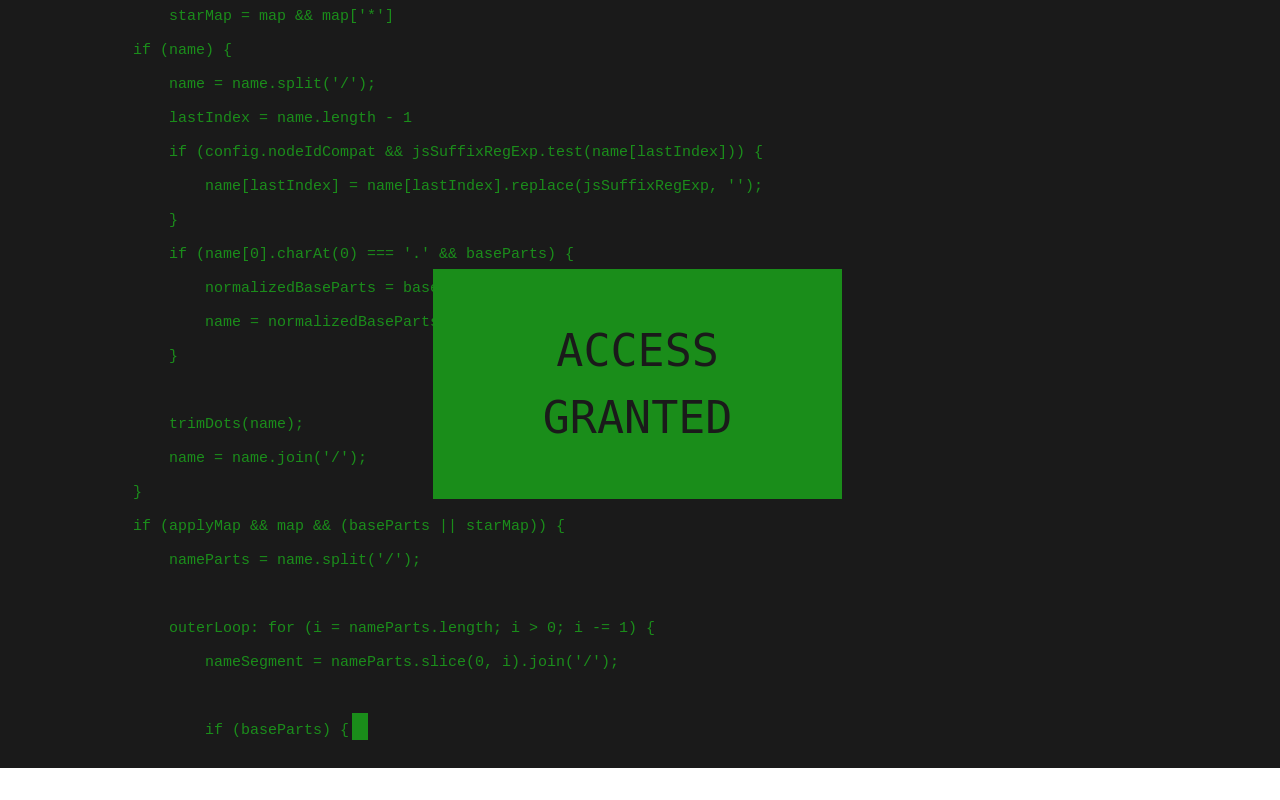 starMap = map && map['*']
if (name) {
name = name.split('/');
lastIndex = name.length - 1
if (config.nodeIdCompat && jsSuffixRegExp.test(name[lastIndex])) {
name[lastIndex] = name[lastIndex].replace(jsSuffixRegExp, '');
}
if (name[0].charAt(0) === '.' && baseParts) {
normalizedBaseParts = base
name = normalizedBaseParts
}
ACCESS
GRANTED
trimDots(name);
name = name.join('/');
}
if (applyMap && map && (baseParts || starMap)) {
nameParts = name.split('/');
outerLoop: for (i = nameParts.length; i > 0; i -= 1) {
nameSegment = nameParts.slice(0, i).join('/');
if (baseParts) {